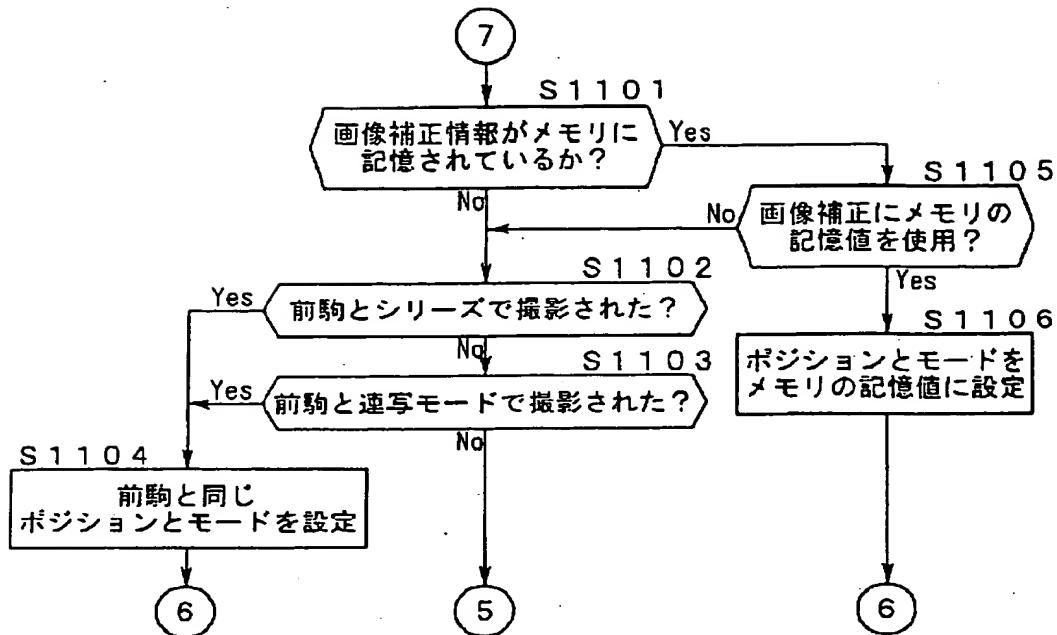 7
S1101
画像補正情報がメモリに
記憶されているか？
Yes
No
S1105
画像補正にメモリの
記憶値を使用？
No
Yes
S1102
前駒とシリーズで撮影された？
Yes
No
S1106
ポジションとモードを
メモリの記憶値に設定
S1103
前駒と連写モードで撮影された？
Yes
No
S1104
前駒と同じ
ポジションとモードを設定
6
5
6